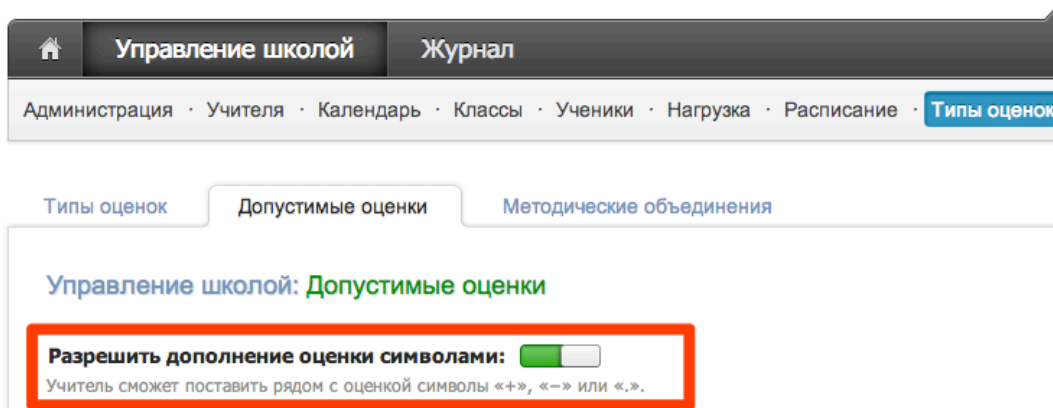 Управление школой Журнал
Администрация · Учителя · Календарь · Классы · Ученики · Нагрузка · Расписание · Типы оценок
Типы оценок Допустимые оценки Методические объединения
Управление школой: Допустимые оценки
Разрешить дополнение оценки символами:
Учитель сможет поставить рядом с оценкой символы «+», «−» или «.».